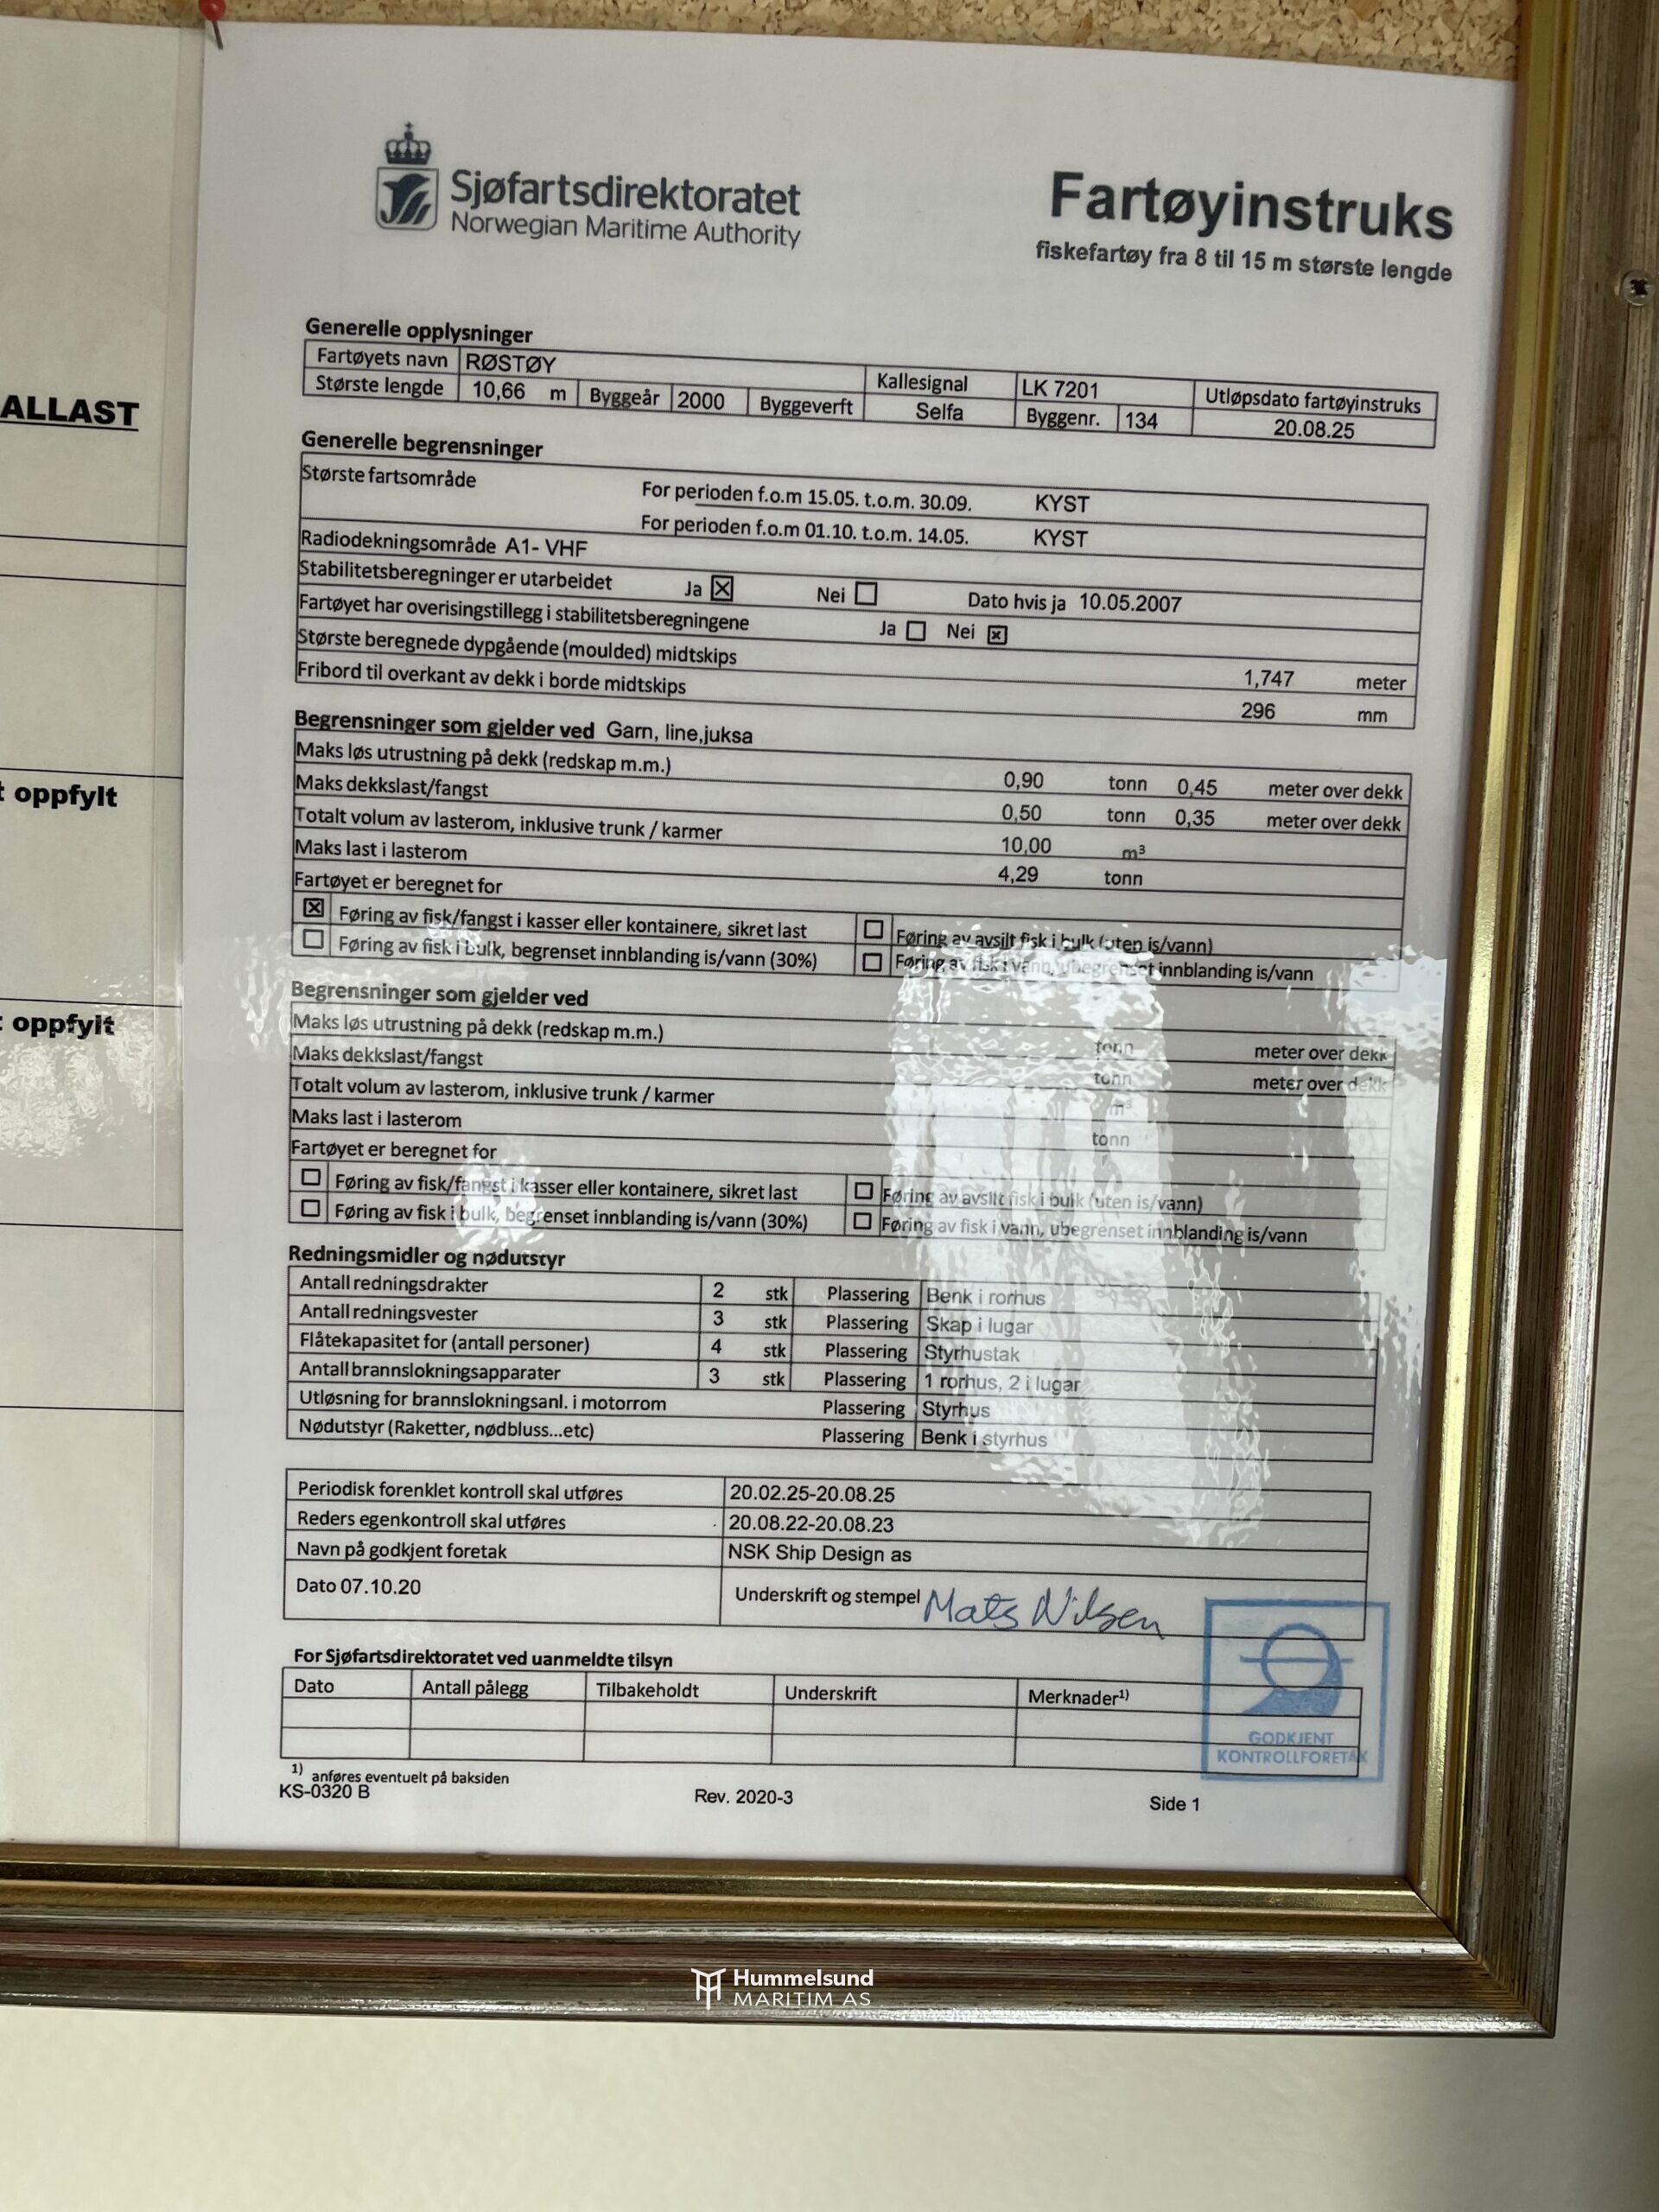 ALLAST
t oppfylt
t oppfylt
Sjøfartsdirektoratet
Norwegian Maritime Authority
Fartøyinstruks
fiskefartøy fra 8 til 15 m største lengde
Generelle opplysninger
Fartøyets navn RØSTØY Kallesignal LK 7201 Utløpsdato fartøyinstruks
Største lengde 10,66 m Byggeår 2000 Byggeverft Selfa Byggenr. 134 20.08.25
Generelle begrensninger
Største fartsområde For perioden f.o.m 15.05. t.o.m. 30.09. KYST
For perioden f.o.m 01.10. t.o.m. 14.05. KYST
Radiodekningsområde A1- VHF
Stabilitetsberegninger er utarbeidet Ja ☒ Nei ☐ Dato hvis ja 10.05.2007
Fartøyet har overisingstillegg i stabilitetsberegningene Ja ☐ Nei ☒
Største beregnede dypgående (moulded) midtskips 1,747 meter
Fribord til overkant av dekk i borde midtskips 296 mm
Begrensninger som gjelder ved Garn, line,juksa
Maks løs utrustning på dekk (redskap m.m.) 0,90 tonn 0,45 meter over dekk
Maks dekkslast/fangst 0,50 tonn 0,35 meter over dekk
Totalt volum av lasterom, inklusive trunk / karmer 10,00 m³
Maks last i lasterom 4,29 tonn
Fartøyet er beregnet for
☒ Føring av fisk/fangst i kasser eller kontainere, sikret last ☐ Føring av avsilt fisk i bulk (uten is/vann)
☐ Føring av fisk i bulk, begrenset innblanding is/vann (30%) ☐ Føring av fisk i vann, ubegrenset innblanding is/vann
Begrensninger som gjelder ved
Maks løs utrustning på dekk (redskap m.m.) tonn meter over dekk
Maks dekkslast/fangst tonn meter over dekk
Totalt volum av lasterom, inklusive trunk / karmer m³
Maks last i lasterom tonn
Fartøyet er beregnet for
☐ Føring av fisk/fangst i kasser eller kontainere, sikret last ☐ Føring av avsilt fisk i bulk (uten is/vann)
☐ Føring av fisk i bulk, begrenset innblanding is/vann (30%) ☐ Føring av fisk i vann, ubegrenset innblanding is/vann
Redningsmidler og nødutstyr
Antall redningsdrakter 2 stk Plassering Benk i rorhus
Antall redningsvester 3 stk Plassering Skap i lugar
Flåtekapasitet for (antall personer) 4 stk Plassering Styrhustak
Antall brannslokningsapparater 3 stk Plassering 1 rorhus, 2 i lugar
Utløsning for brannslokningsanl. i motorrom Plassering Styrhus
Nødutstyr (Raketter, nødbluss...etc) Plassering Benk i styrhus
Periodisk forenklet kontroll skal utføres 20.02.25-20.08.25
Reders egenkontroll skal utføres 20.08.22-20.08.23
Navn på godkjent foretak NSK Ship Design as
Dato 07.10.20 Underskrift og stempel Mats Nilsen
For Sjøfartsdirektoratet ved uanmeldte tilsyn
Dato Antall pålegg Tilbakeholdt Underskrift Merknader¹⁾
GODKJENT
KONTROLLFORETAK
1) anføres eventuelt på baksiden
KS-0320 B Rev. 2020-3 Side 1
Hummelsund
MARITIM AS